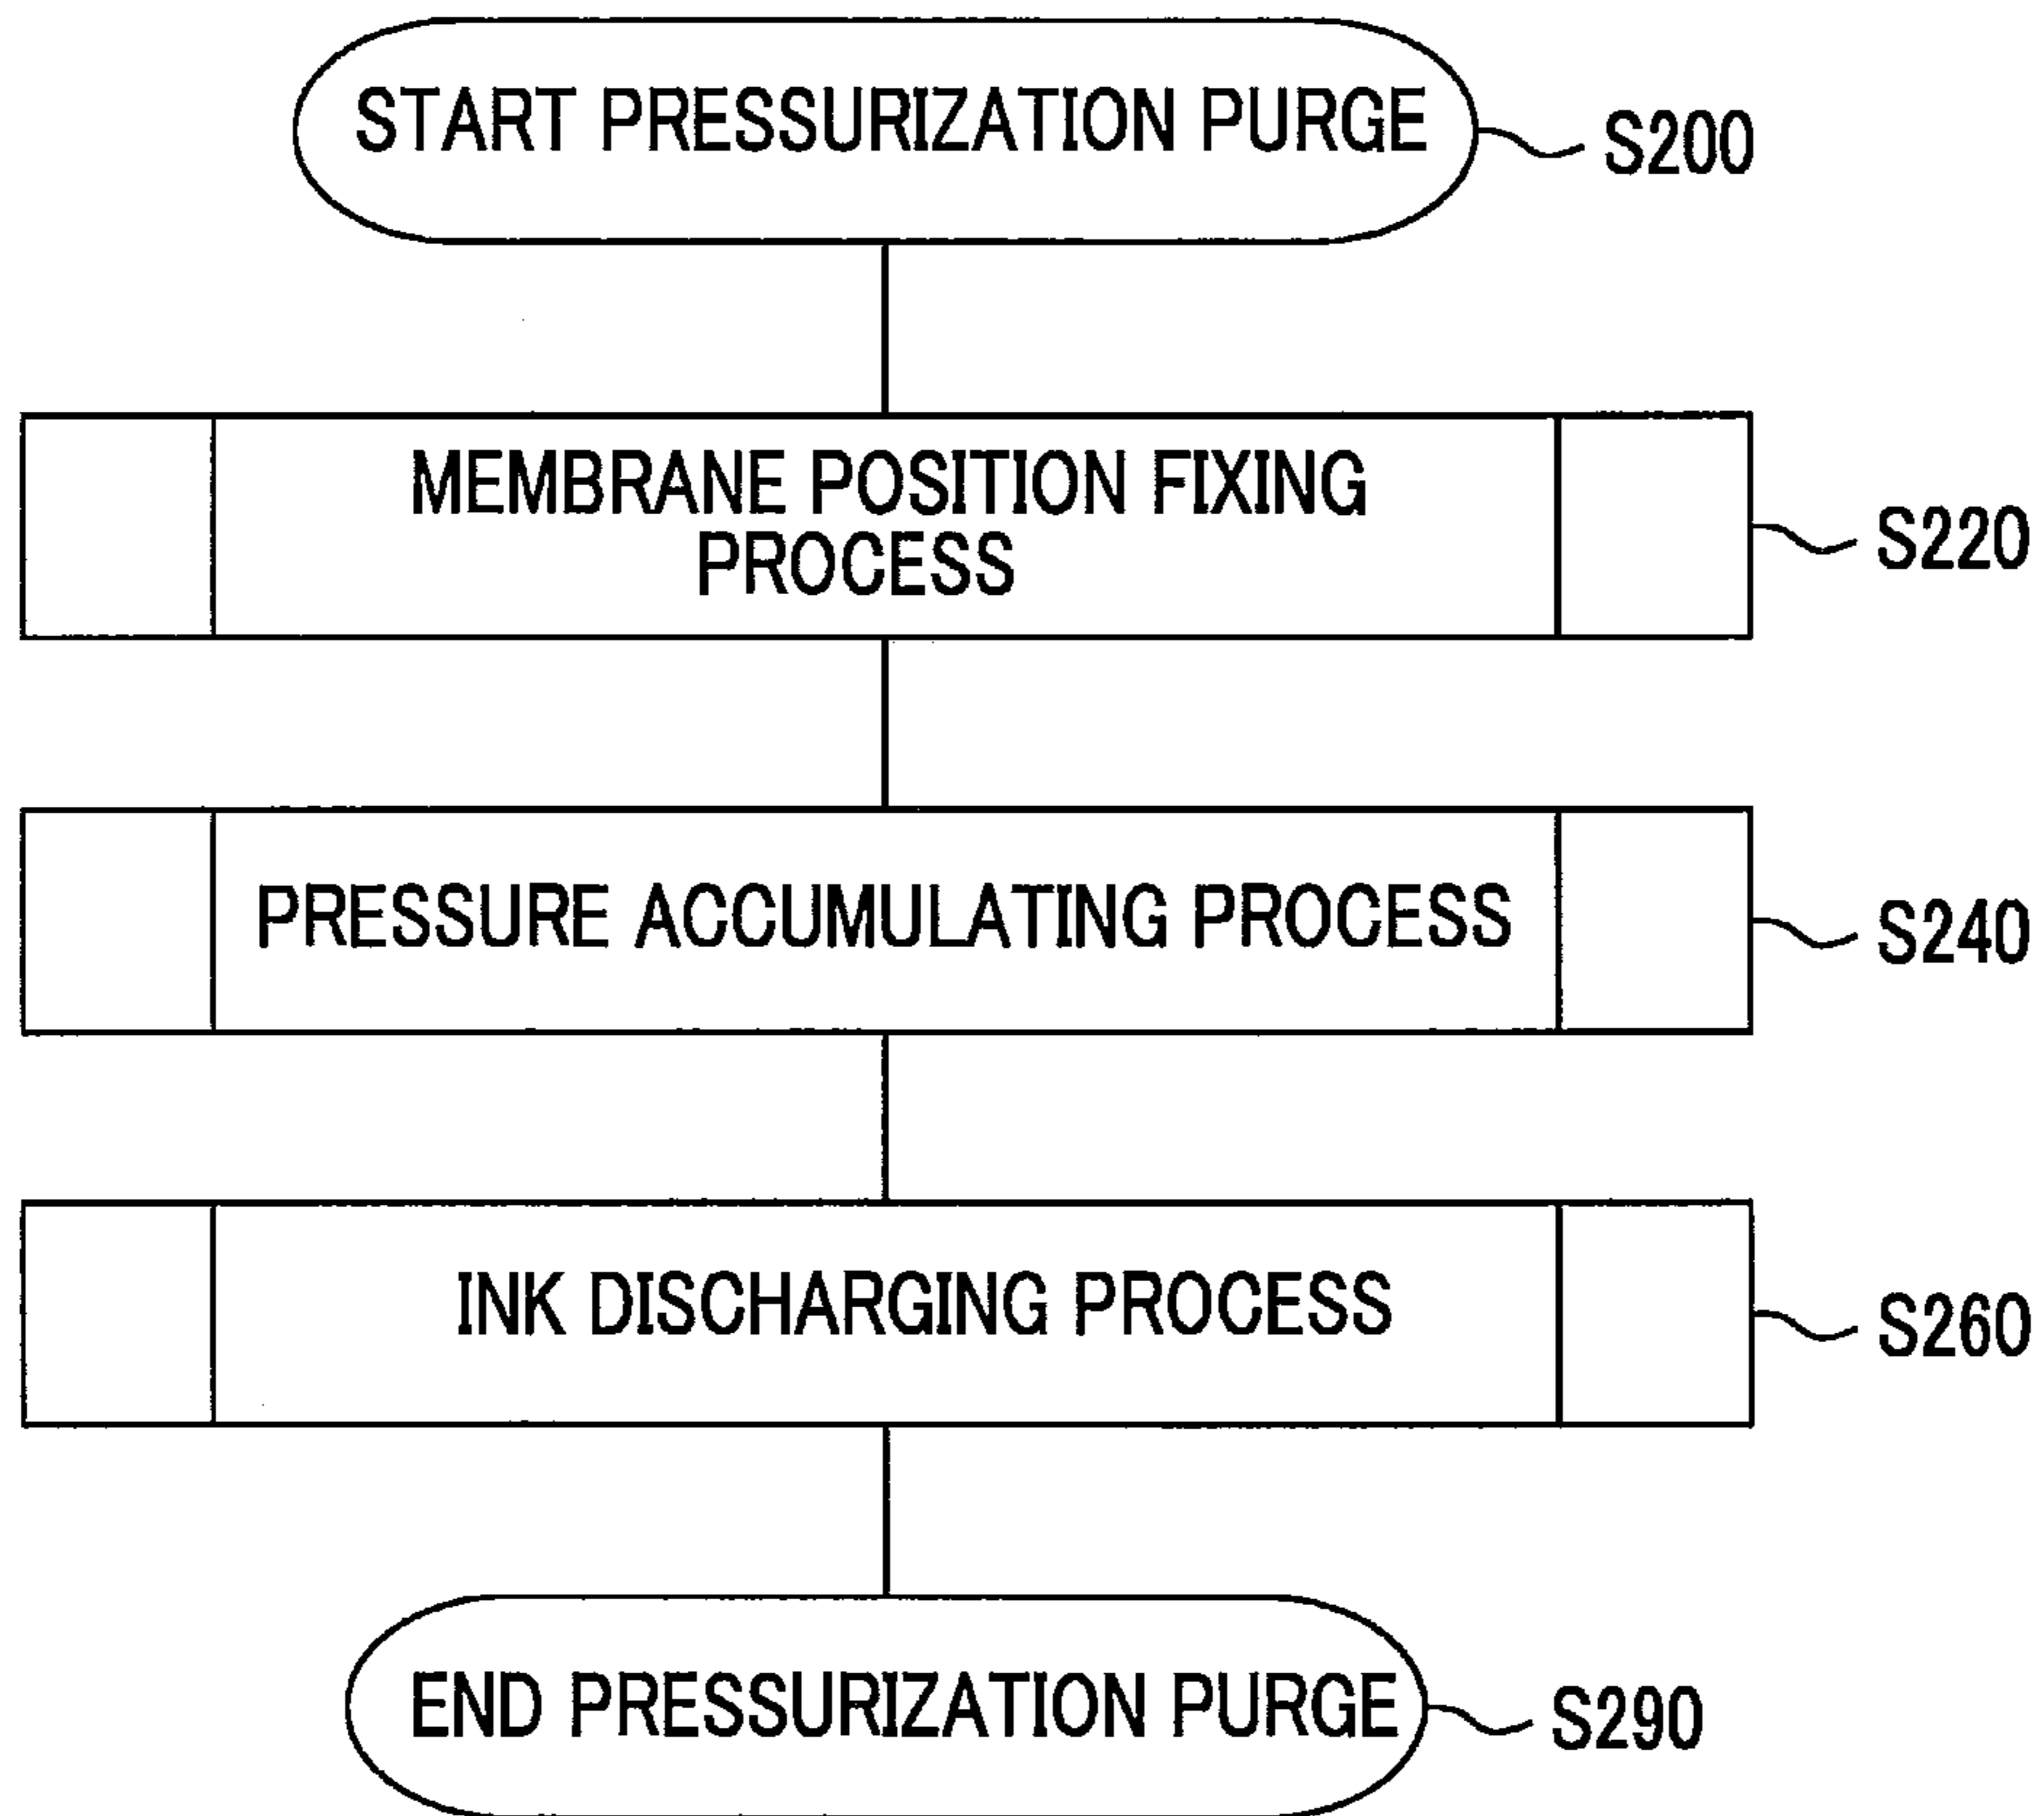 START PRESSURIZATION PURGE
S200
MEMBRANE POSITION FIXING
PROCESS
S220
PRESSURE ACCUMULATING PROCESS
S240
INK DISCHARGING PROCESS
S260
END PRESSURIZATION PURGE
S290